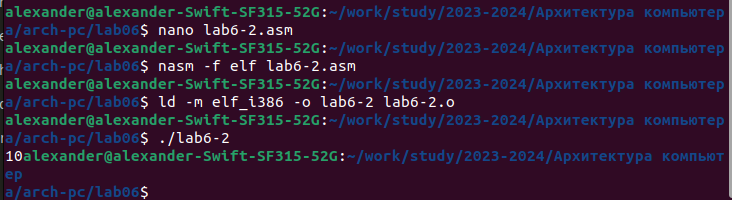 alexander@alexander-Swift-SF315-52G:~/work/study/2023-2024/Архитектура компьютер
а/arch-pc/lab06$ nano lab6-2.asm
alexander@alexander-Swift-SF315-52G:~/work/study/2023-2024/Архитектура компьютер
а/arch-pc/lab06$ nasm -f elf lab6-2.asm
alexander@alexander-Swift-SF315-52G:~/work/study/2023-2024/Архитектура компьютер
а/arch-pc/lab06$ ld -m elf_i386 -o lab6-2 lab6-2.o
alexander@alexander-Swift-SF315-52G:~/work/study/2023-2024/Архитектура компьютер
а/arch-pc/lab06$ ./lab6-2
10alexander@alexander-Swift-SF315-52G:~/work/study/2023-2024/Архитектура компьют
ер
а/arch-pc/lab06$